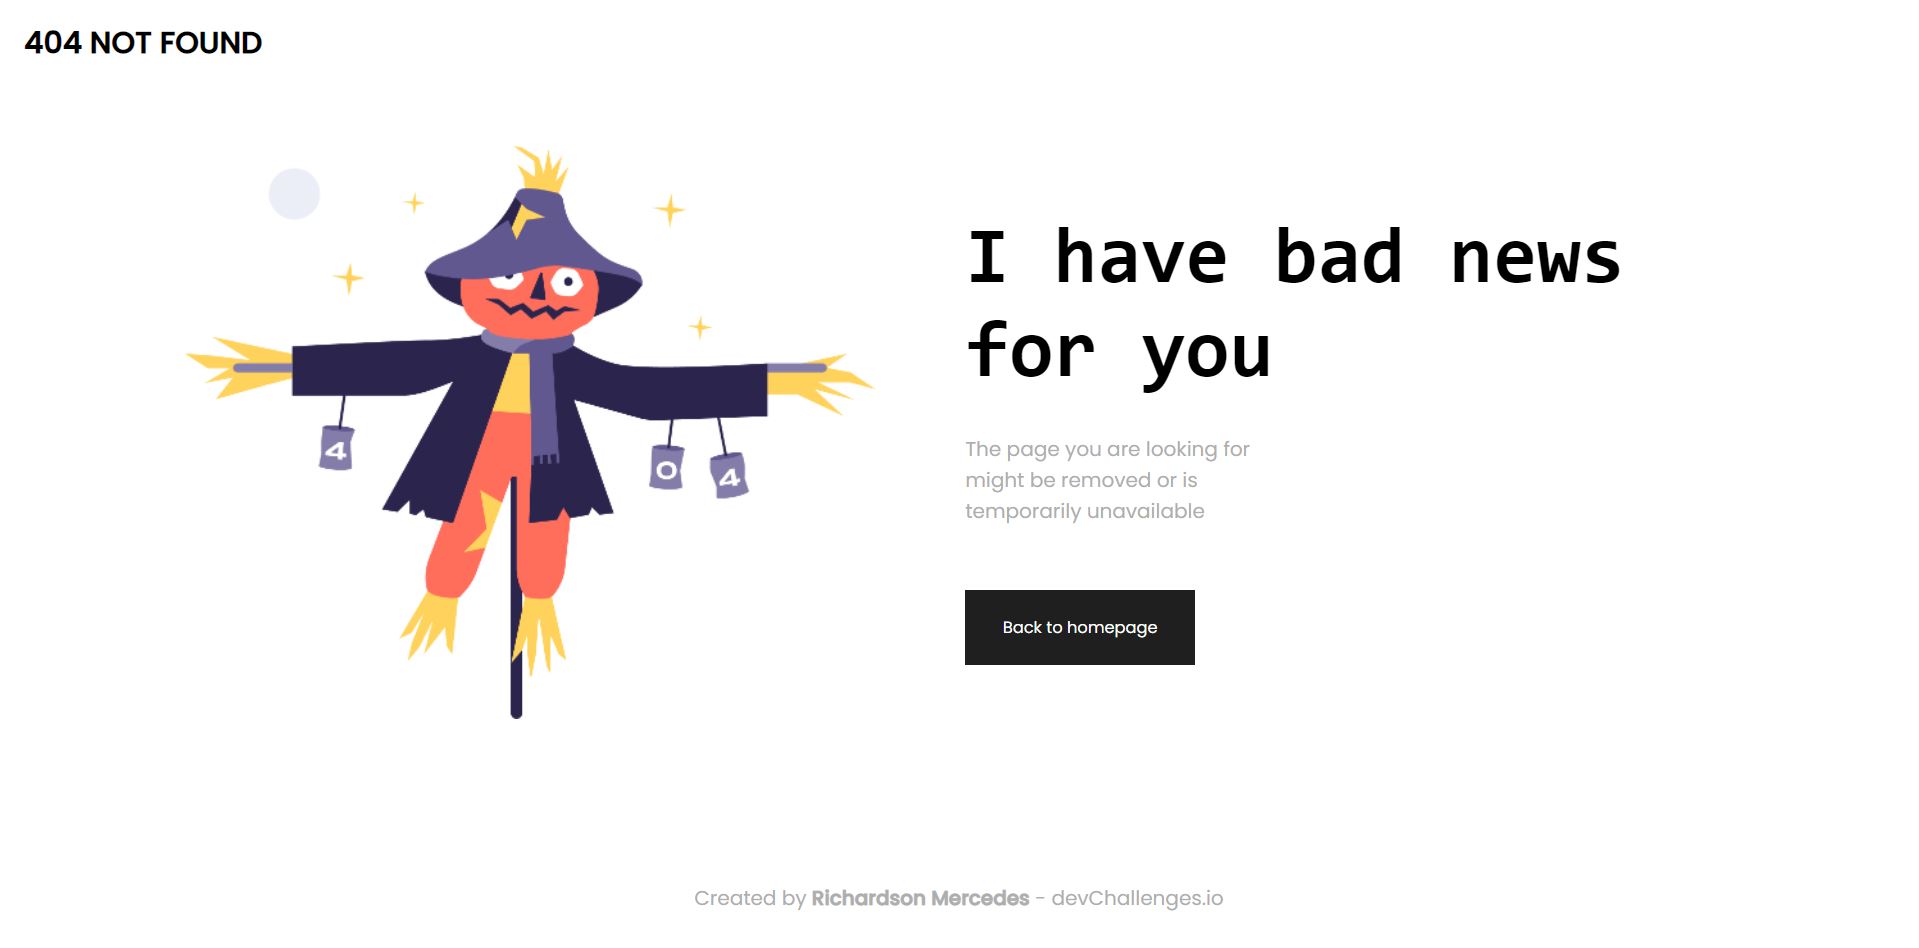 404 NOT FOUND
I have bad news
for you
The page you are looking for
might be removed or is
temporarily unavailable
Back to homepage
4
0
4
Created by Richardson Mercedes - devChallenges.io